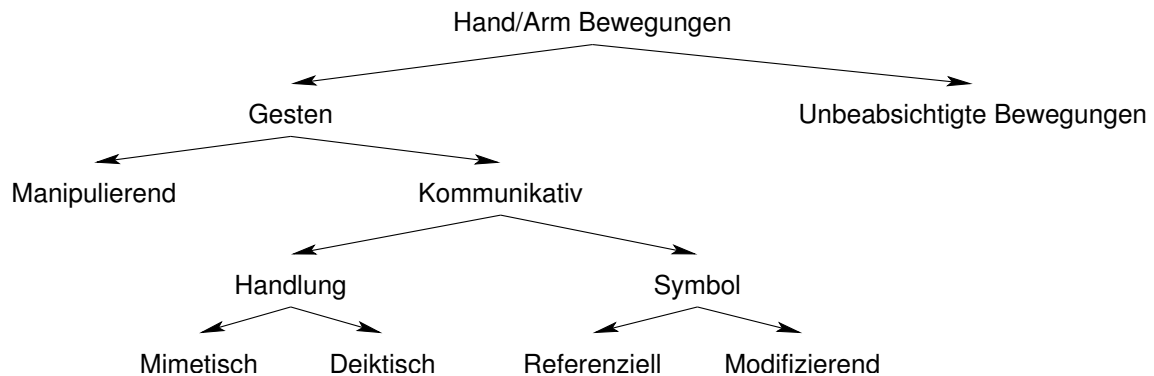 Hand/Arm Bewegungen
Gesten
Unbeabsichtigte Bewegungen
Manipulierend
Kommunikativ
Handlung
Symbol
Mimetisch
Deiktisch
Referenziell
Modifizierend